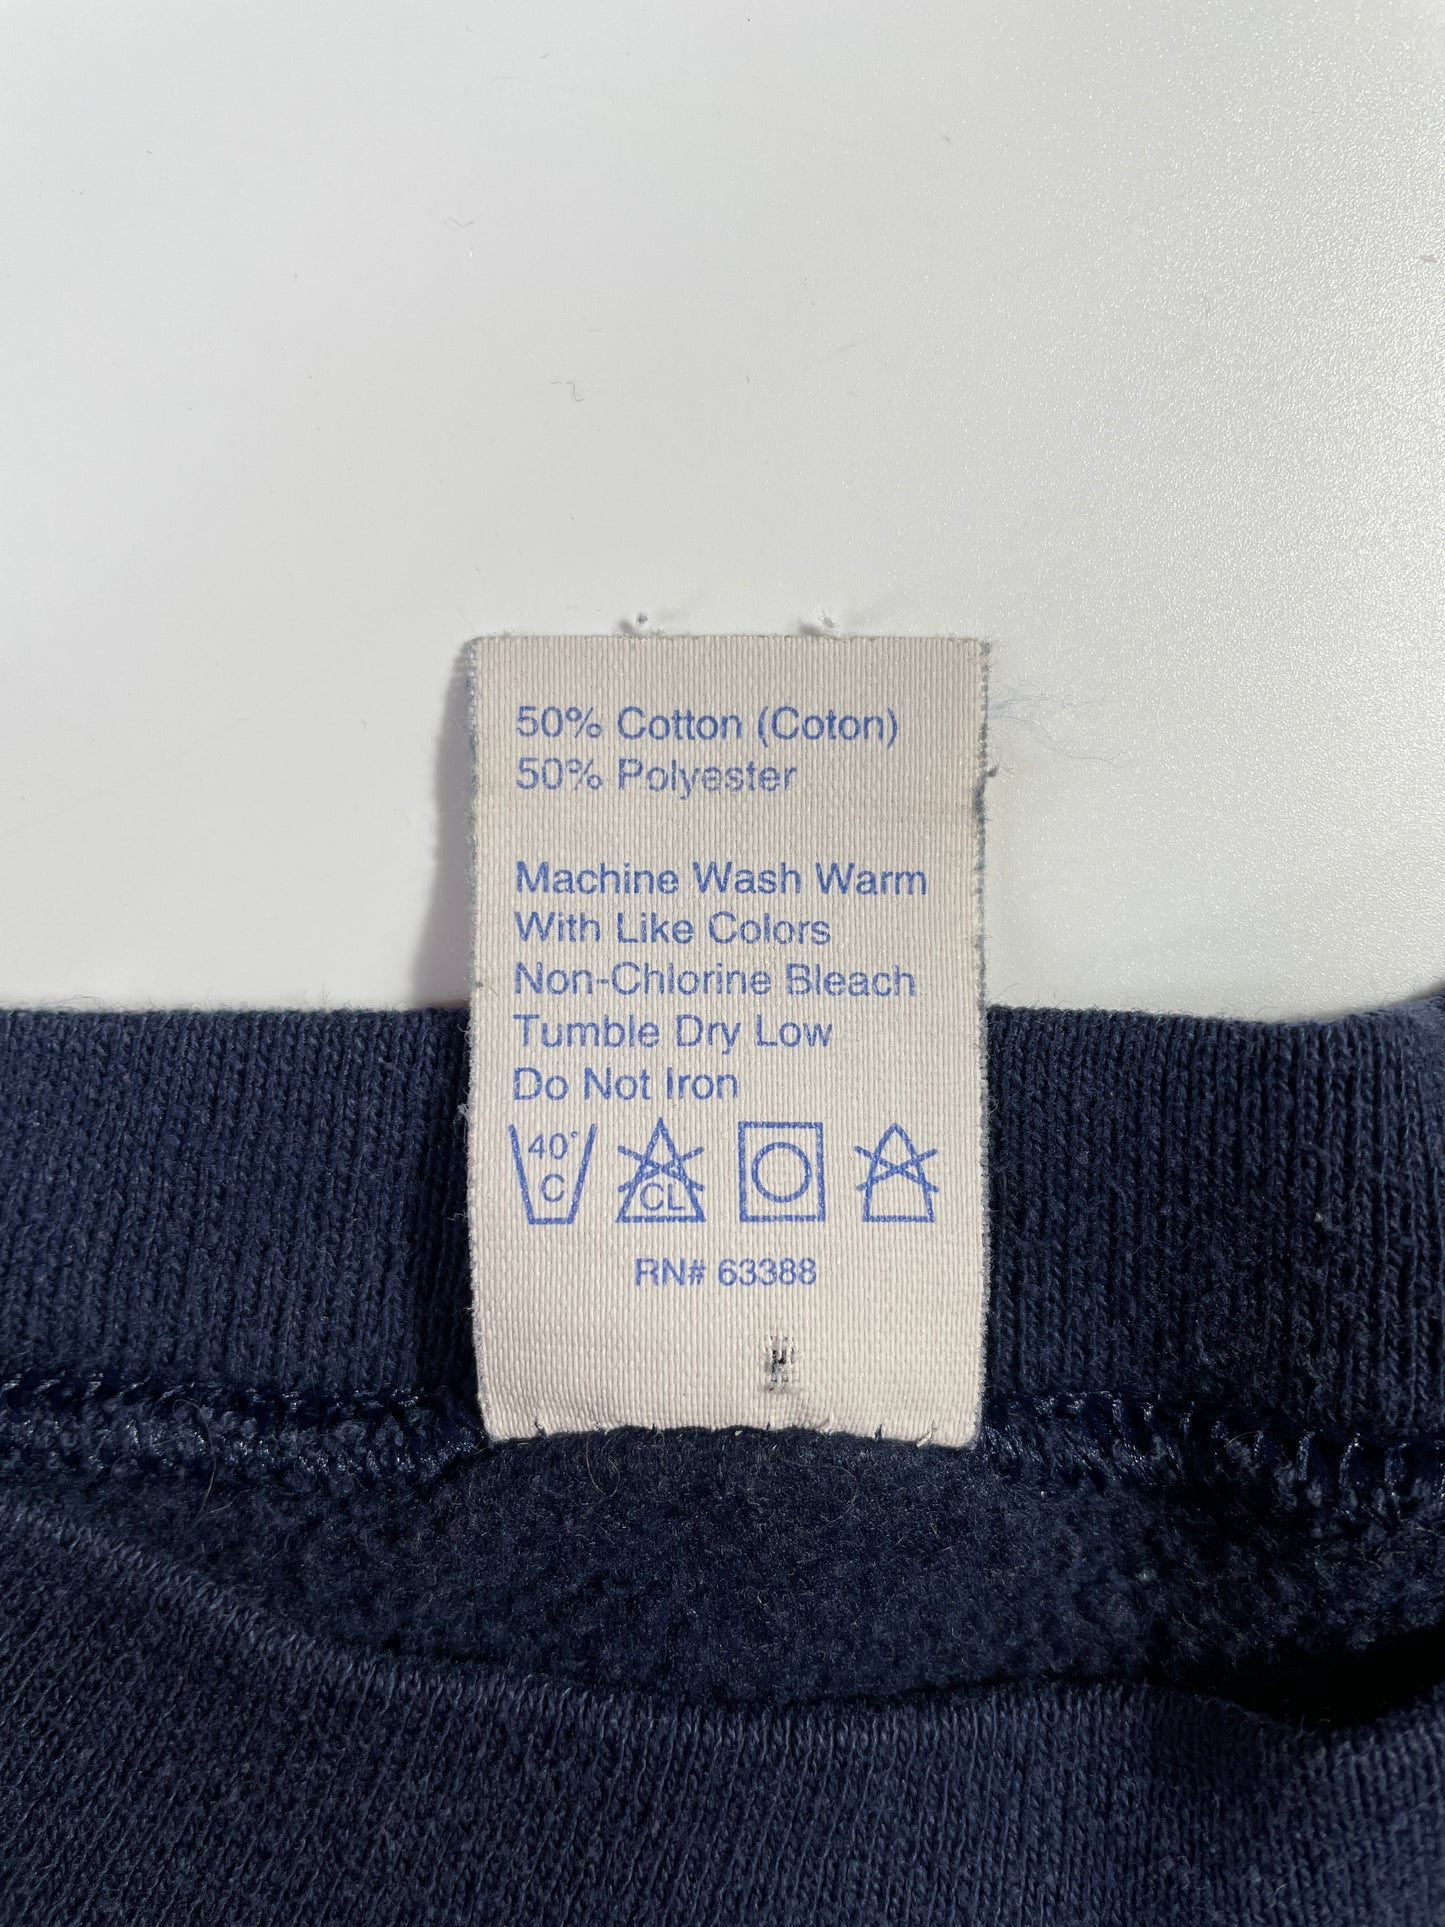 50% Cotton (Coton)
50% Polyester
Machine Wash Warm
With Like Colors
Non-Chlorine Bleach
Tumble Dry Low
Do Not Iron
40°
C
CL
RN# 63388